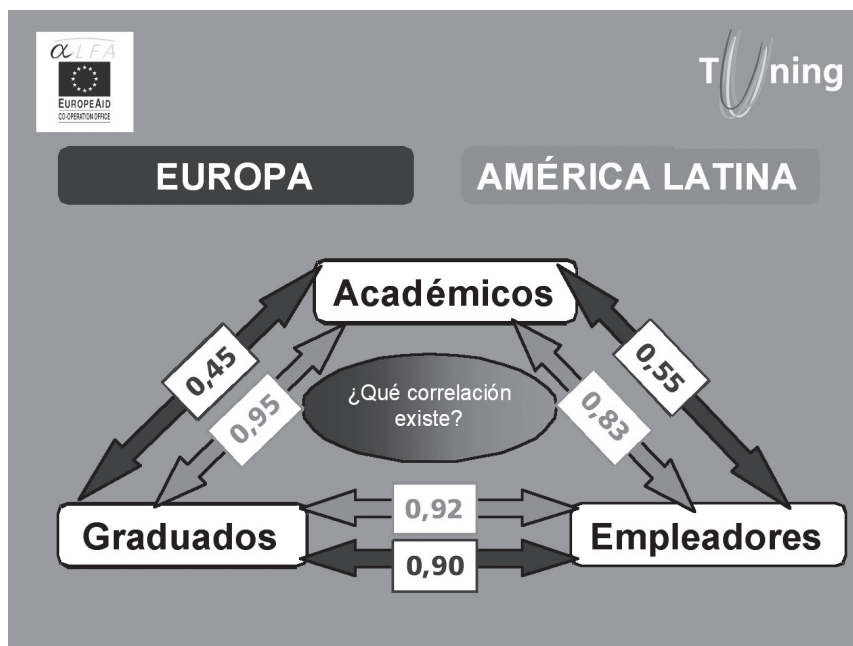 αLFA
EUROPEAID
CO-OPERATION OFFICE
TUning
EUROPA
AMÉRICA LATINA
Académicos
0,45
0,55
0,95
¿Qué correlación
existe?
0,83
0,92
Graduados
Empleadores
0,90